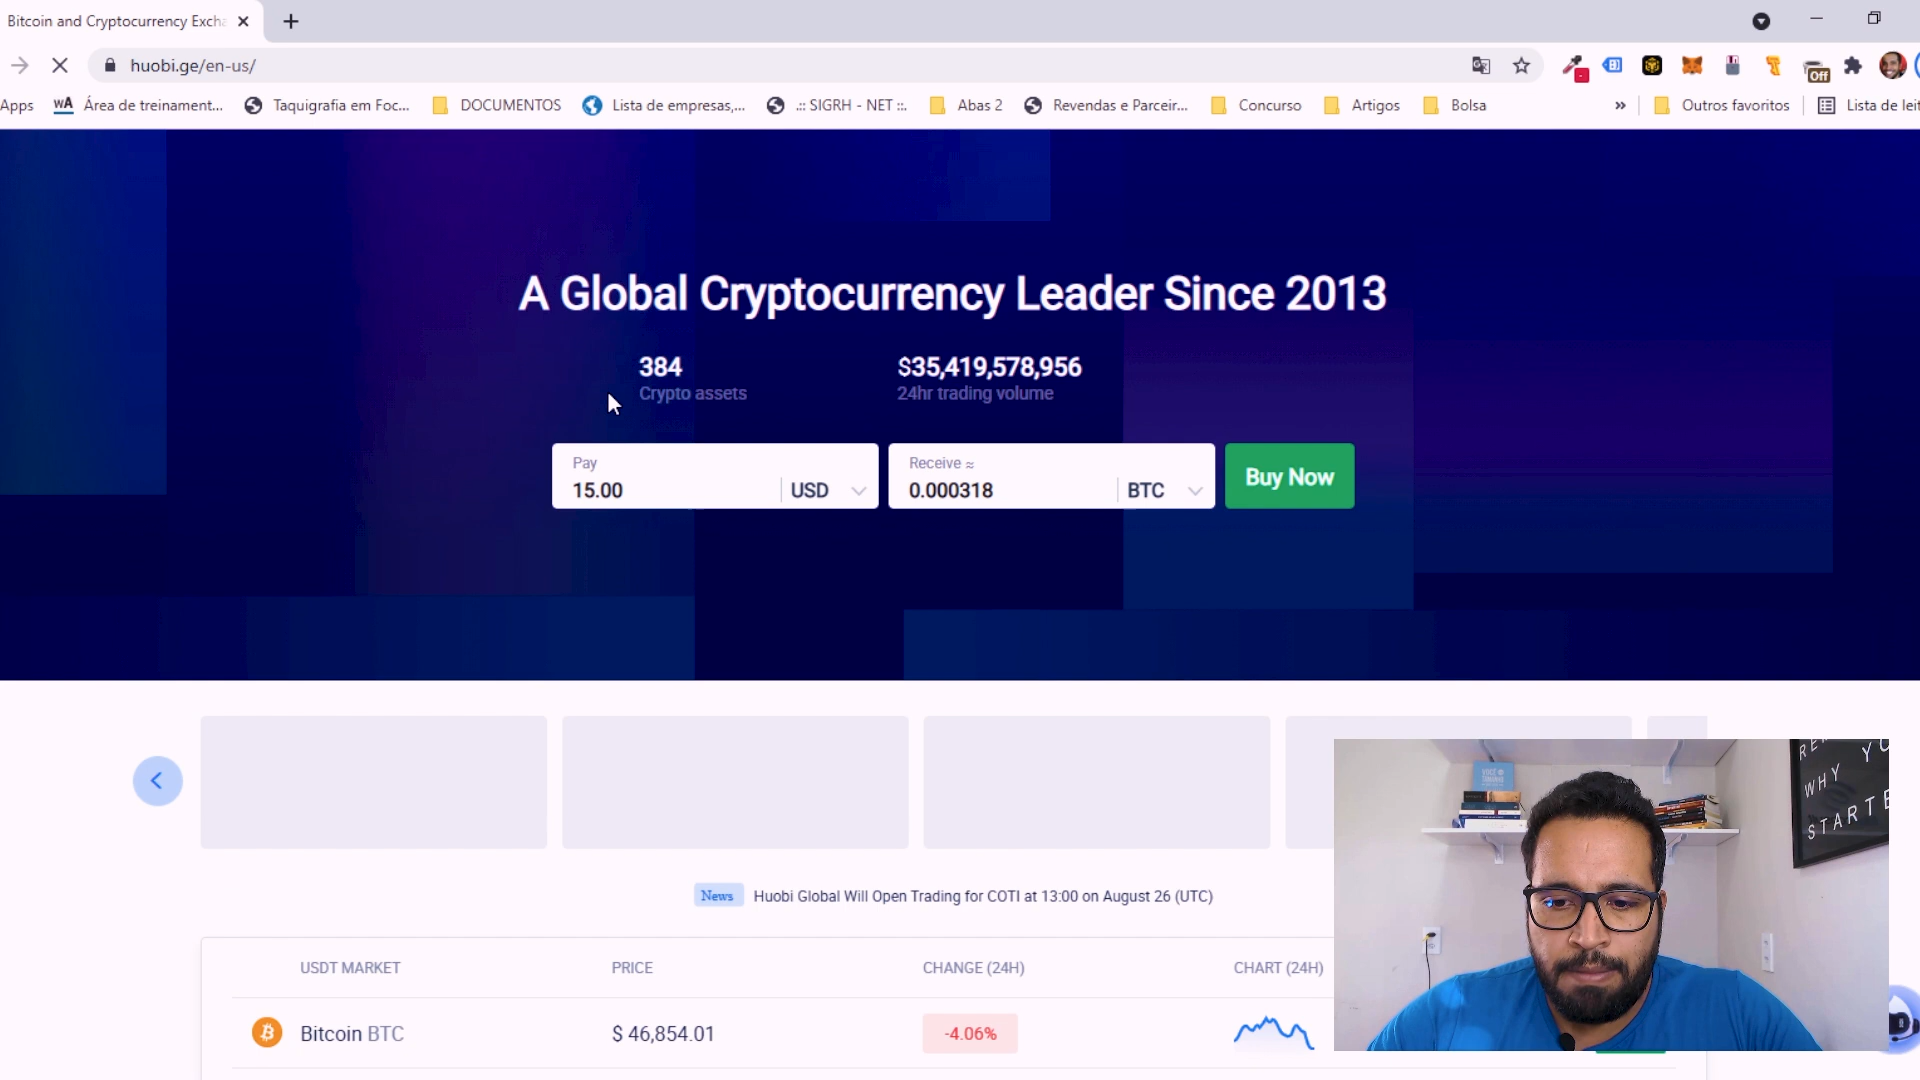 Bitcoin and Cryptocurrency Excha
huobi.ge/en-us/
Off
Apps
wA Área de treinament...
Taquigrafia em Foc...
DOCUMENTOS
Lista de empresas,...
.:: SIGRH - NET ::.
Abas 2
Revendas e Parceir...
Concurso
Artigos
Bolsa
»
Outros favoritos
Lista de leit
A Global Cryptocurrency Leader Since 2013
384
Crypto assets
$35,419,578,956
24hr trading volume
Pay
15.00
USD
Receive ≈
0.000318
BTC
Buy Now
News
Huobi Global Will Open Trading for COTI at 13:00 on August 26 (UTC)
USDT MARKET
PRICE
CHANGE (24H)
CHART (24H)
Bitcoin BTC
$ 46,854.01
-4.06%
WHY YO
STARTE